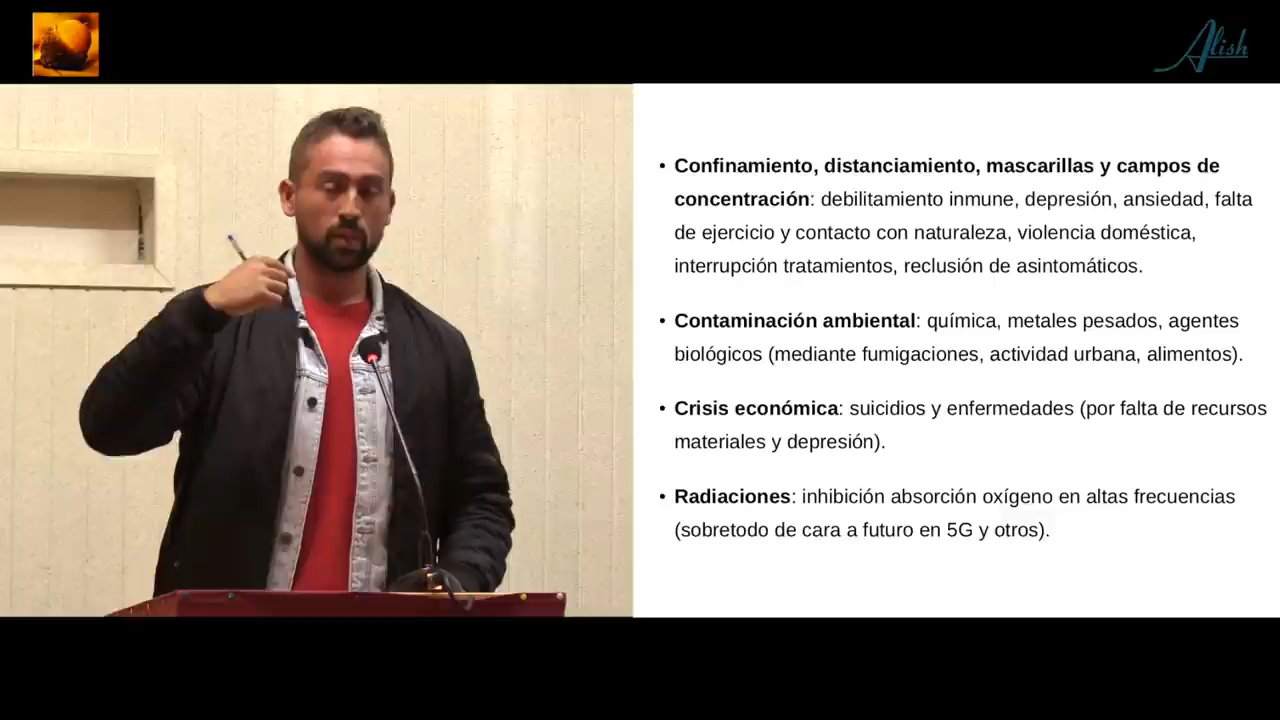 Alish
• Confinamiento, distanciamiento, mascarillas y campos de
concentración: debilitamiento inmune, depresión, ansiedad, falta
de ejercicio y contacto con naturaleza, violencia doméstica,
interrupción tratamientos, reclusión de asintomáticos.
• Contaminación ambiental: química, metales pesados, agentes
biológicos (mediante fumigaciones, actividad urbana, alimentos).
• Crisis económica: suicidios y enfermedades (por falta de recursos
materiales y depresión).
• Radiaciones: inhibición absorción oxígeno en altas frecuencias
(sobretodo de cara a futuro en 5G y otros).